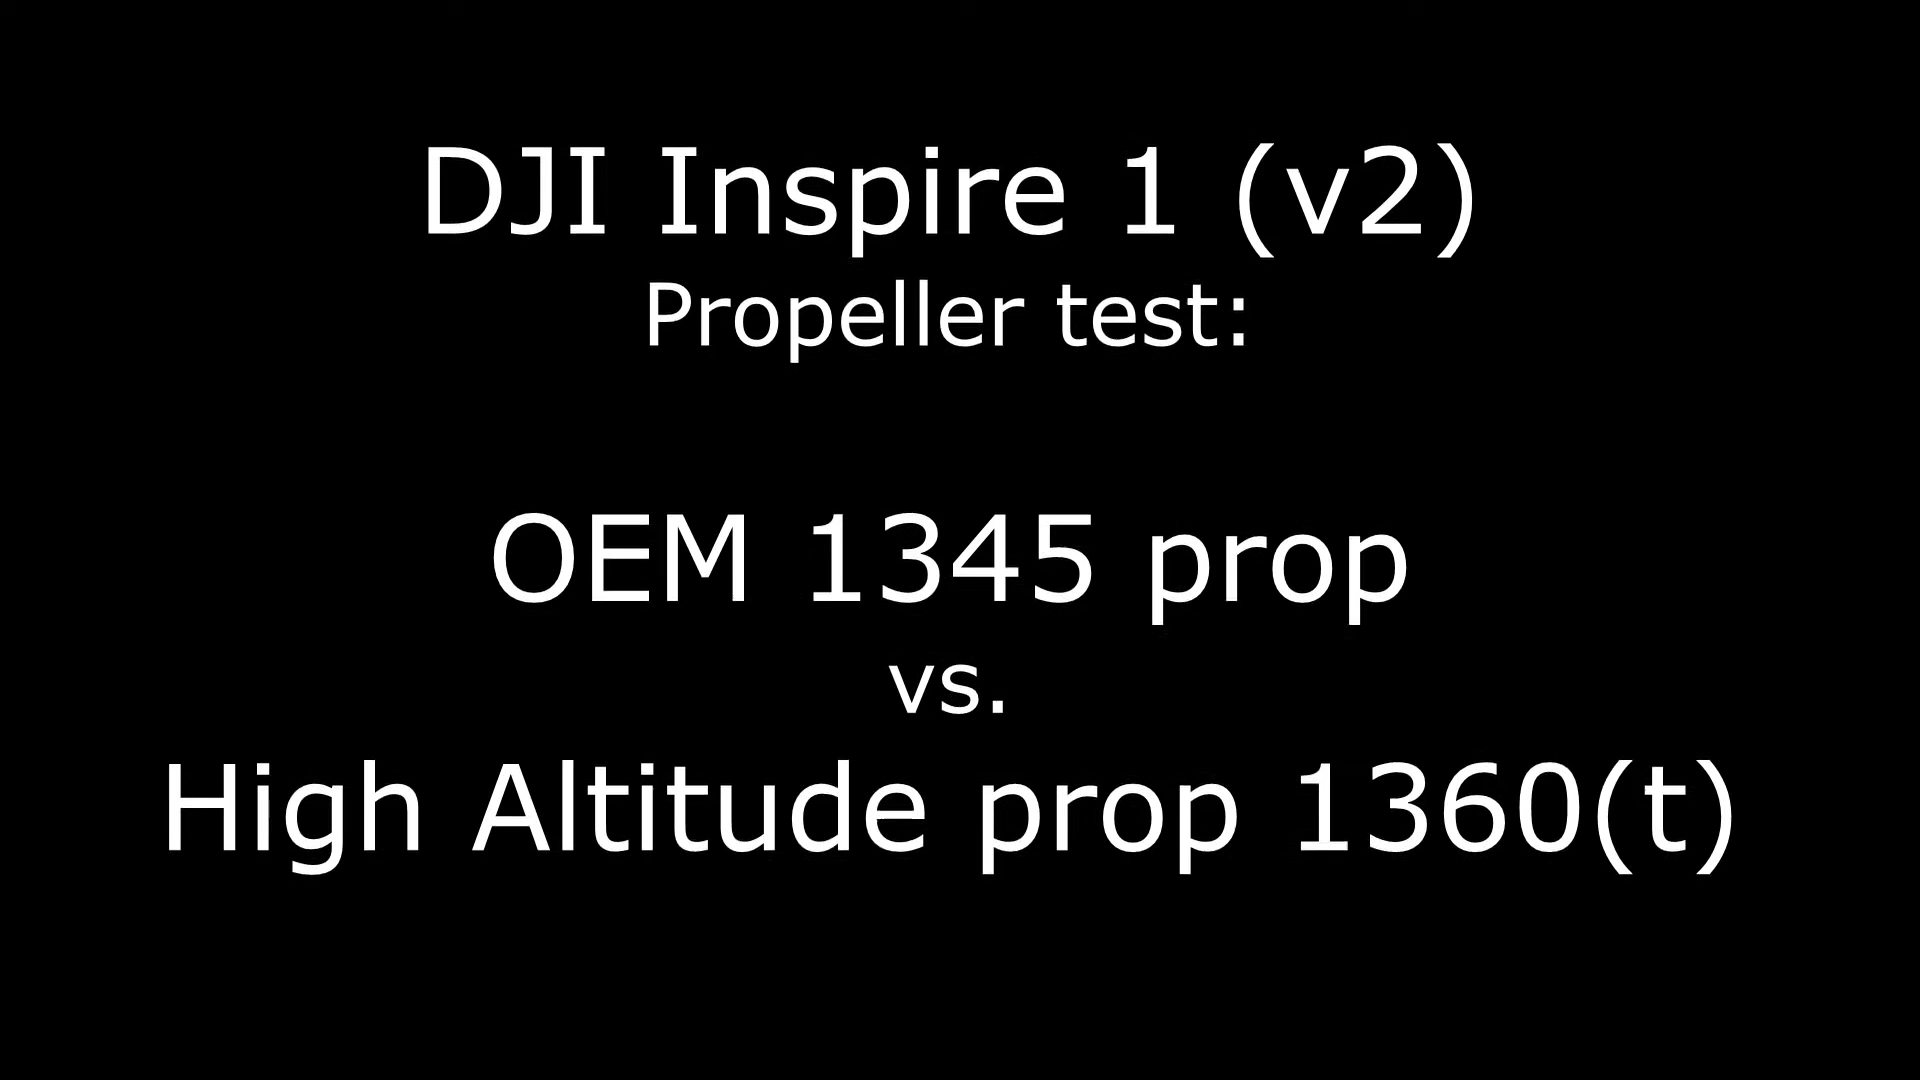 DJI Inspire 1 (v2)
Propeller test:
OEM 1345 prop
vs.
High Altitude prop 1360(t)